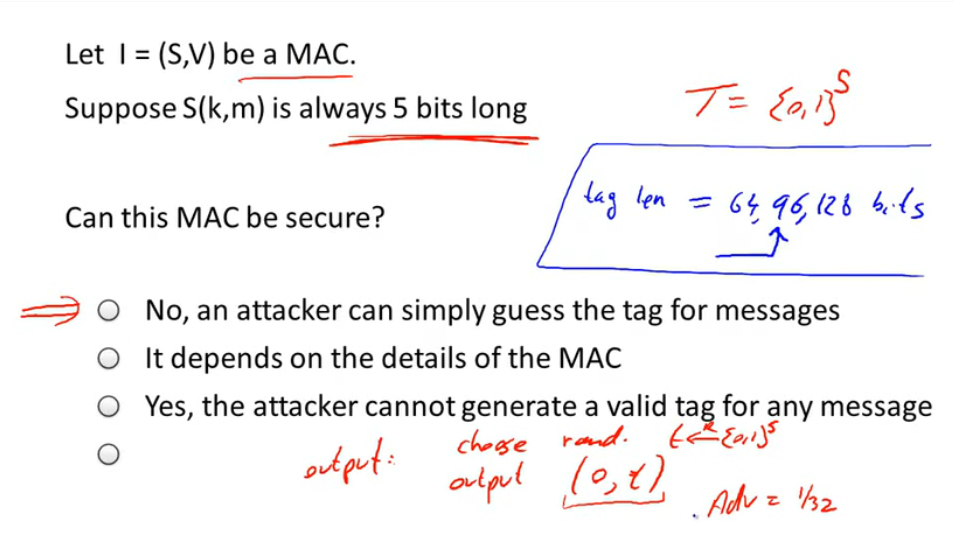 Let I = (S,V) be a MAC.
Suppose S(k,m) is always 5 bits long
T = {0,1}^5
tag len = 64, 96, 128 bits
Can this MAC be secure?
⇒ ○ No, an attacker can simply guess the tag for messages
○ It depends on the details of the MAC
○ Yes, the attacker cannot generate a valid tag for any message
○
output: choose rand. t ←ᴿ {0,1}^5
output (0,t)
Adv = 1/32